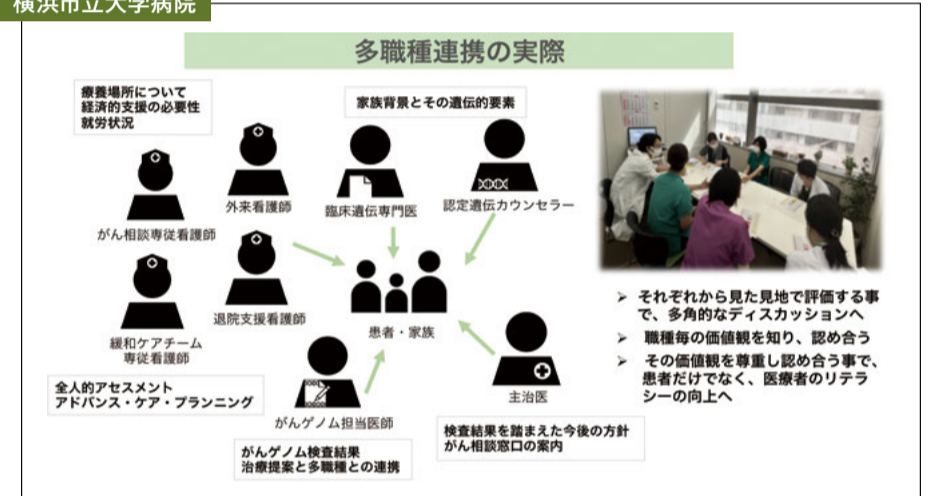 横浜市立大学病院
多職種連携の実際
療養場所について
経済的支援の必要性
就労状況
家族背景とその遺伝的要素
外来看護師
臨床遺伝専門医
認定遺伝カウンセラー
がん相談専従看護師
退院支援看護師
患者・家族
緩和ケアチーム
専従看護師
全人的アセスメント
アドバンス・ケア・プランニング
がんゲノム担当医師
主治医
がんゲノム検査結果
治療提案と多職種との連携
検査結果を踏まえた今後の方針
がん相談窓口の案内
➢ それぞれから見た見地で評価する事
で、多角的なディスカッションへ
➢ 職種毎の価値観を知り、認め合う
➢ その価値観を尊重し認め合う事で、
患者だけでなく、医療者のリテラ
シーの向上へ